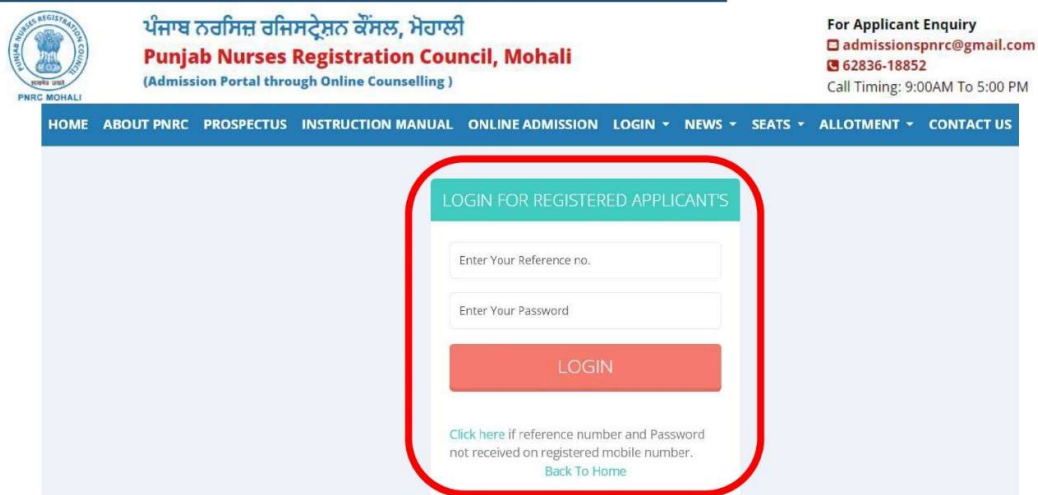 ਪੰਜਾਬ ਨਰਸਿਜ਼ ਰਜਿਸਟ੍ਰੇਸ਼ਨ ਕੌਂਸਲ, ਮੋਹਾਲੀ
Punjab Nurses Registration Council, Mohali
(Admission Portal through Online Counselling )
PNRC MOHALI
For Applicant Enquiry
admissionspnrc@gmail.com
62836-18852
Call Timing: 9:00AM To 5:00 PM
HOME ABOUT PNRC PROSPECTUS INSTRUCTION MANUAL ONLINE ADMISSION LOGIN NEWS SEATS ALLOTMENT CONTACT US
LOGIN FOR REGISTERED APPLICANT'S
Enter Your Reference no.
Enter Your Password
LOGIN
Click here if reference number and Password
not received on registered mobile number.
Back To Home